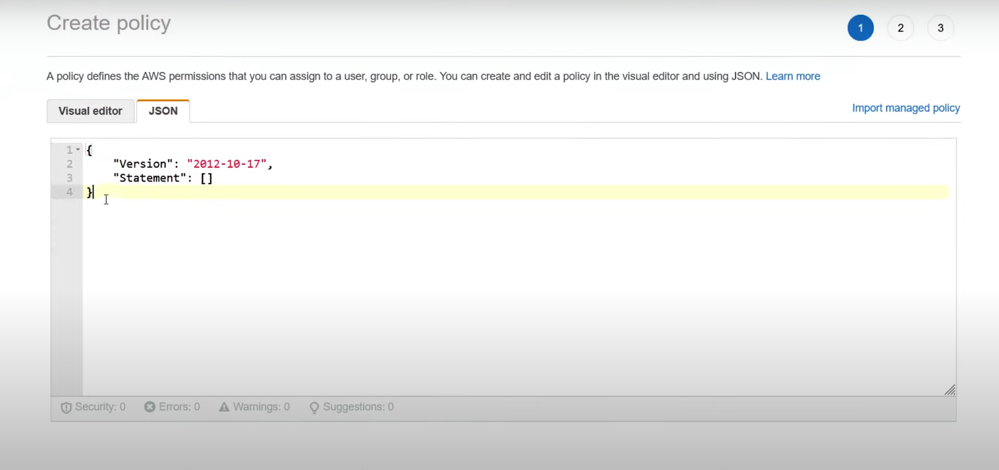 Create policy
1 2 3
A policy defines the AWS permissions that you can assign to a user, group, or role. You can create and edit a policy in the visual editor and using JSON. Learn more
Visual editor JSON Import managed policy
1 {
2 "Version": "2012-10-17",
3 "Statement": []
4 }
Security: 0 Errors: 0 Warnings: 0 Suggestions: 0